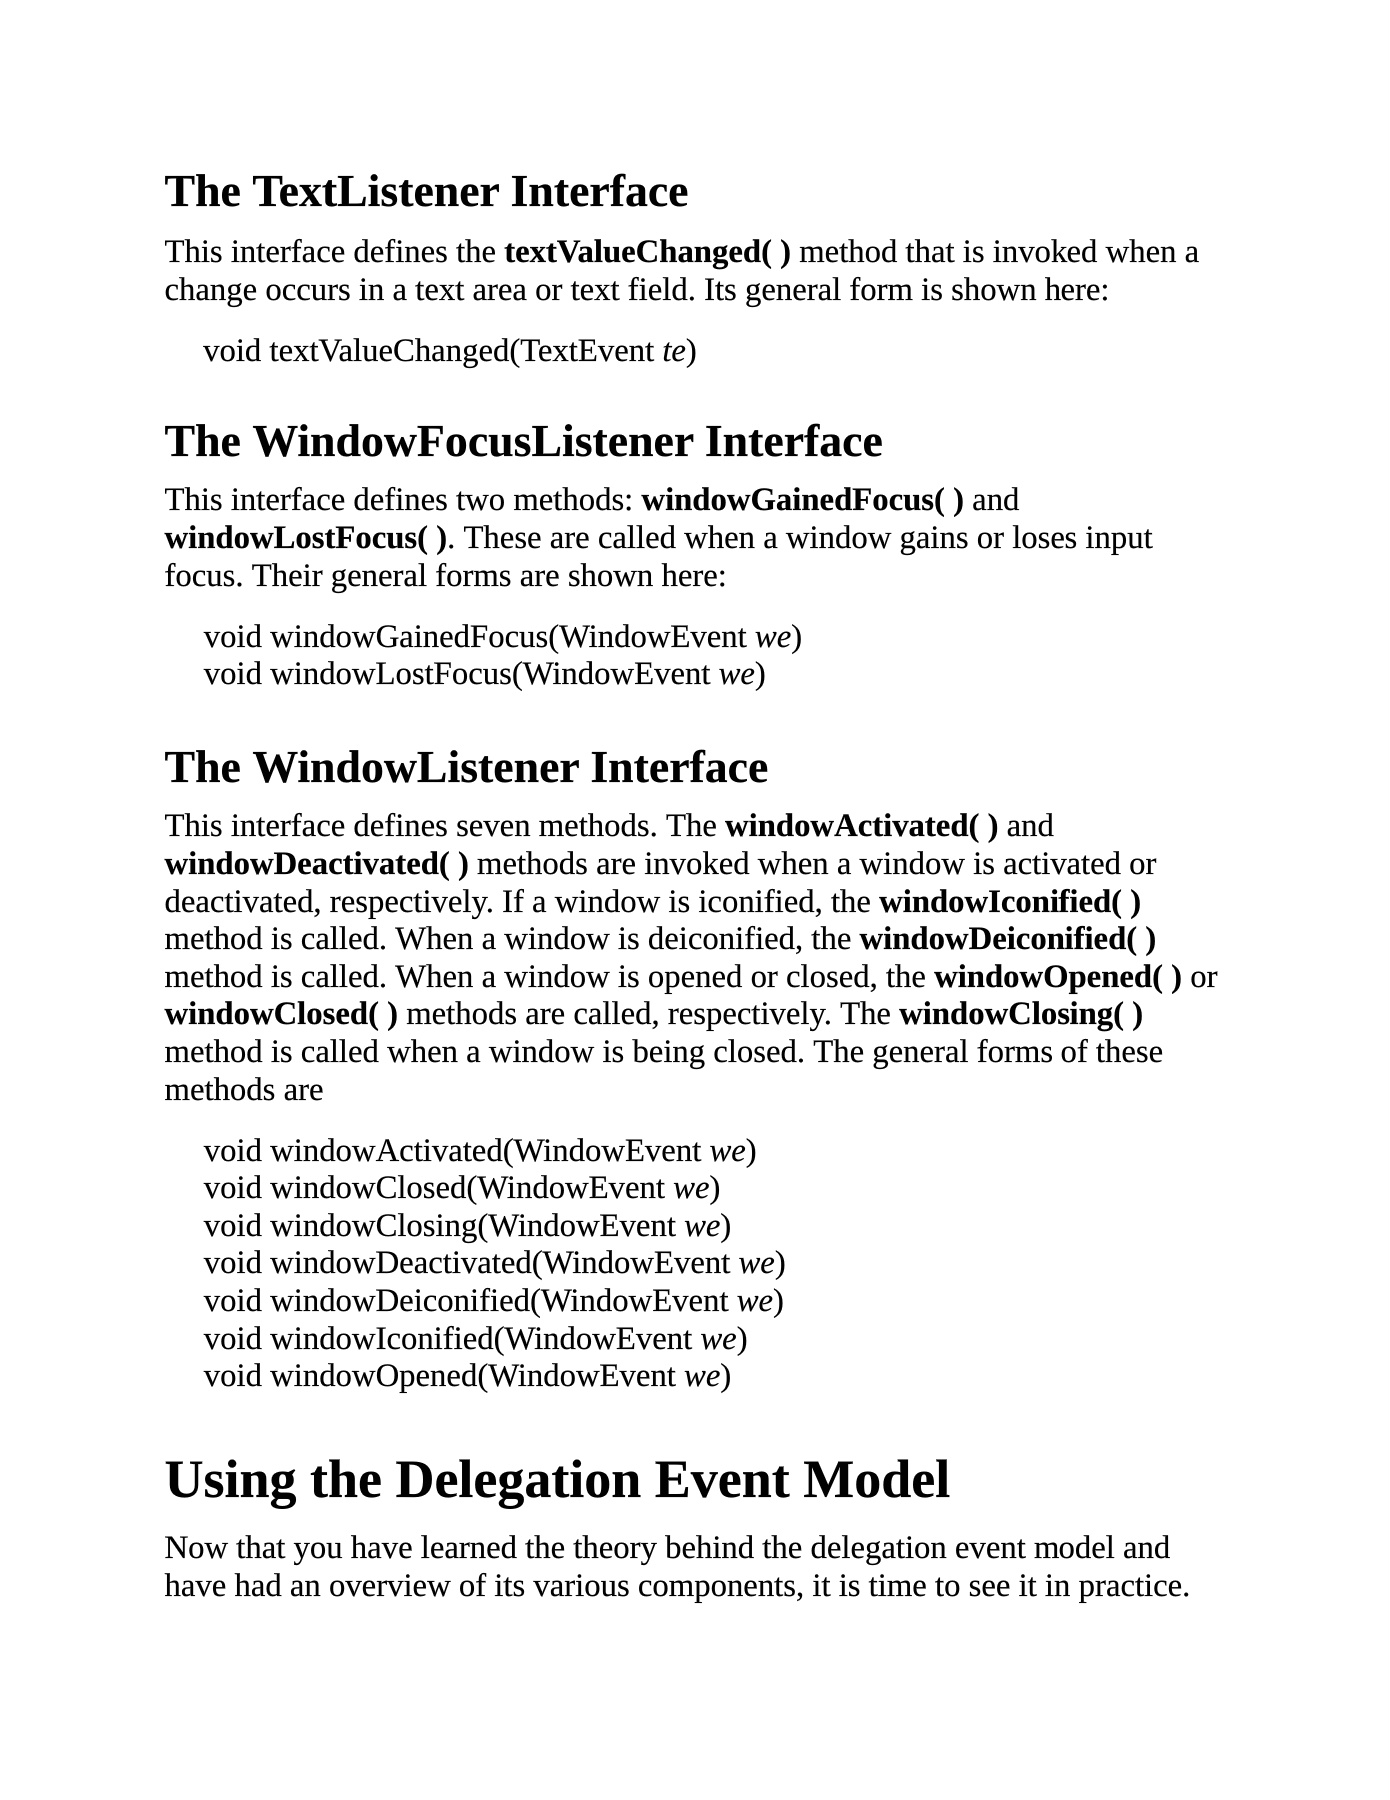 The TextListener Interface
This interface defines the textValueChanged( ) method that is invoked when a
change occurs in a text area or text field. Its general form is shown here:
void textValueChanged(TextEvent te)
The WindowFocusListener Interface
This interface defines two methods: windowGainedFocus( ) and
windowLostFocus( ). These are called when a window gains or loses input
focus. Their general forms are shown here:
void windowGainedFocus(WindowEvent we)
void windowLostFocus(WindowEvent we)
The WindowListener Interface
This interface defines seven methods. The windowActivated( ) and
windowDeactivated( ) methods are invoked when a window is activated or
deactivated, respectively. If a window is iconified, the windowIconified( )
method is called. When a window is deiconified, the windowDeiconified( )
method is called. When a window is opened or closed, the windowOpened( ) or
windowClosed( ) methods are called, respectively. The windowClosing( )
method is called when a window is being closed. The general forms of these
methods are
void windowActivated(WindowEvent we)
void windowClosed(WindowEvent we)
void windowClosing(WindowEvent we)
void windowDeactivated(WindowEvent we)
void windowDeiconified(WindowEvent we)
void windowIconified(WindowEvent we)
void windowOpened(WindowEvent we)
Using the Delegation Event Model
Now that you have learned the theory behind the delegation event model and
have had an overview of its various components, it is time to see it in practice.